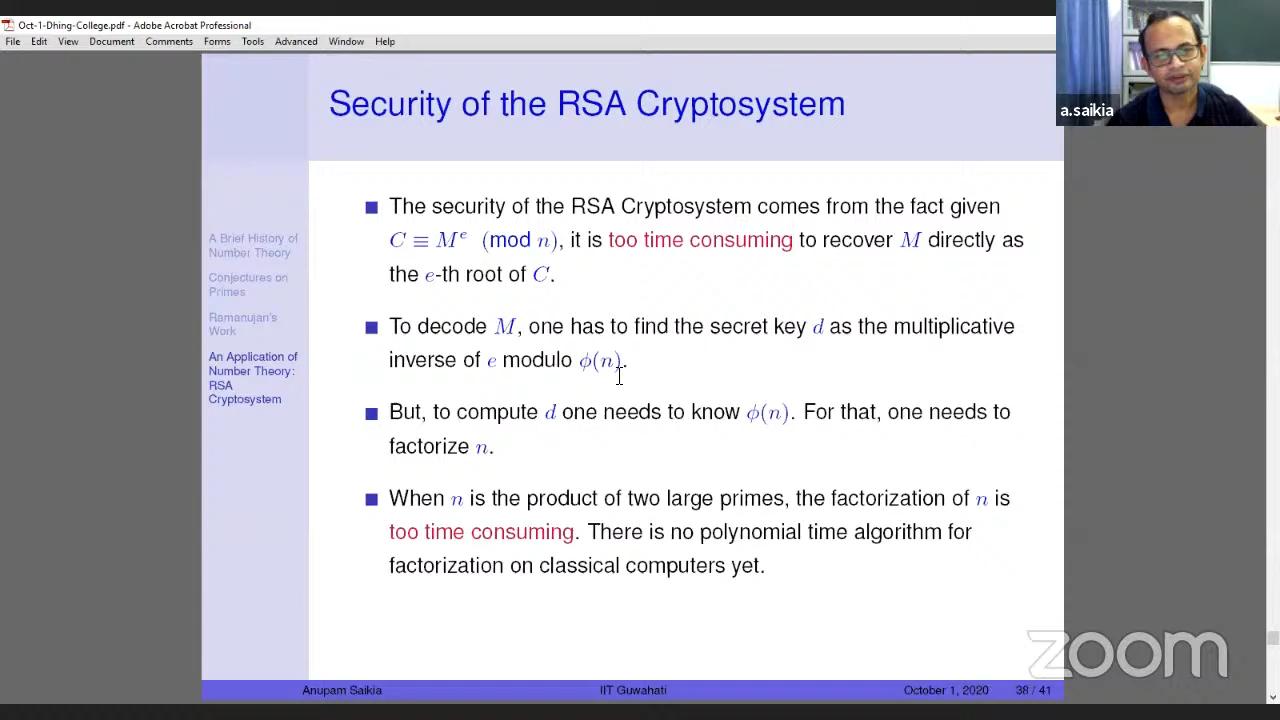 Oct-1-Dhing-College.pdf - Adobe Acrobat Professional
File Edit View Document Comments Forms Tools Advanced Window Help
a.saikia
Security of the RSA Cryptosystem
A Brief History of
Number Theory
Conjectures on
Primes
Ramanujan's
Work
An Application of
Number Theory:
RSA
Cryptosystem
The security of the RSA Cryptosystem comes from the fact given
C ≡ M^e (mod n), it is too time consuming to recover M directly as
the e-th root of C.
To decode M, one has to find the secret key d as the multiplicative
inverse of e modulo ϕ(n).
But, to compute d one needs to know ϕ(n). For that, one needs to
factorize n.
When n is the product of two large primes, the factorization of n is
too time consuming. There is no polynomial time algorithm for
factorization on classical computers yet.
zoom
Anupam Saikia IIT Guwahati October 1, 2020 38 / 41